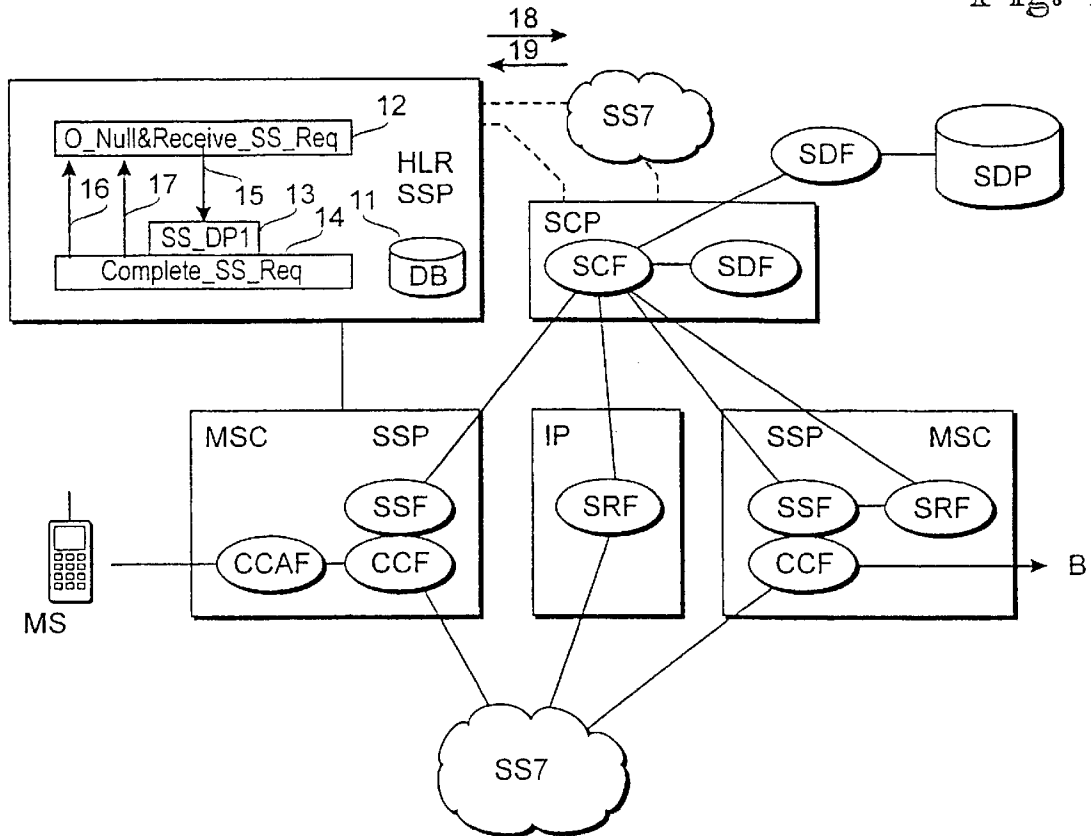 Fig.
18
19
12
O_Null&Receive_SS_Req
SS7
HLR
SSP
16
17
15
13
14
11
SS_DP1
Complete_SS_Req
DB
SDF
SDP
SCP
SCF
SDF
MSC
SSP
IP
SSP
MSC
SSF
SRF
SSF
SRF
CCAF
CCF
CCF
B
MS
SS7